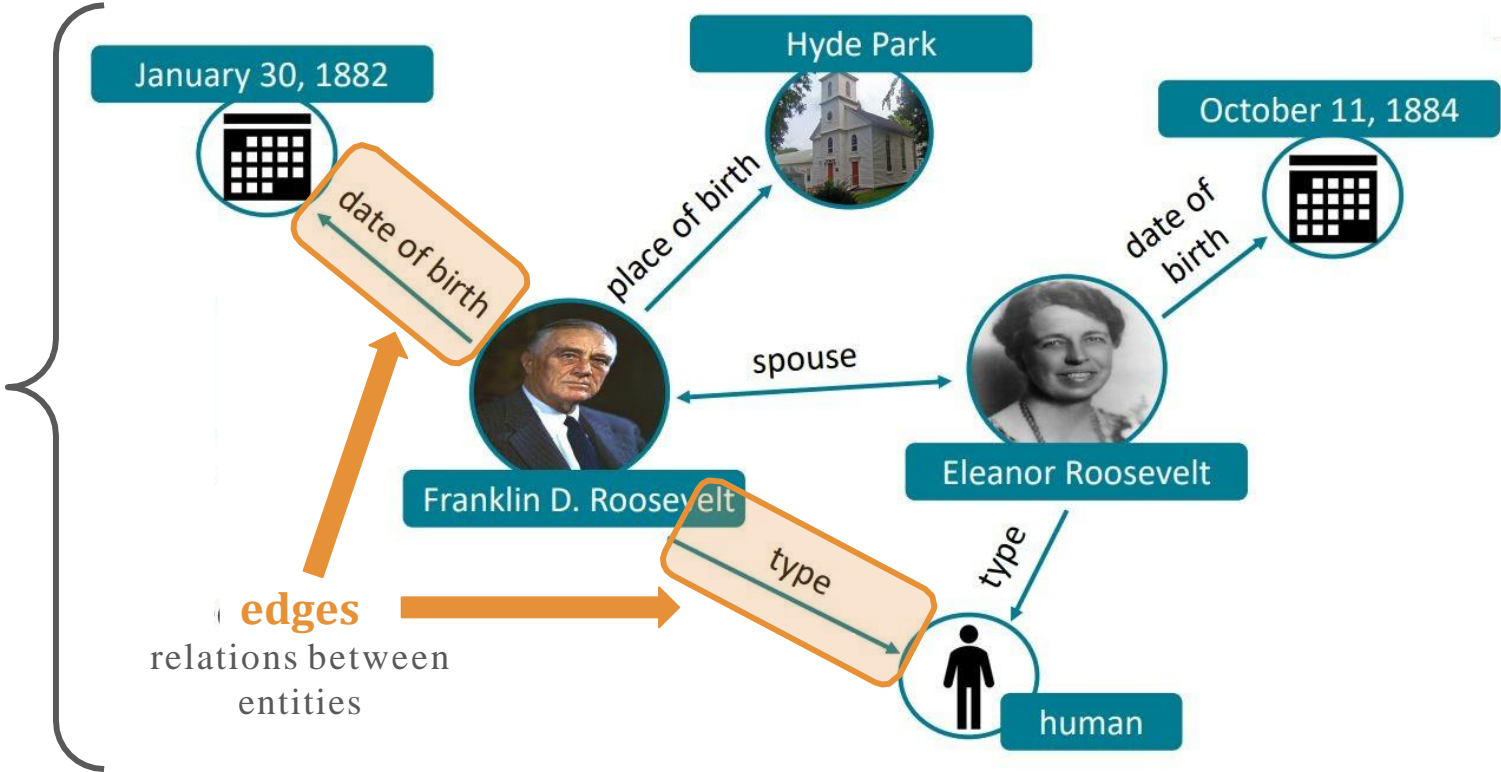 Hyde Park
January 30, 1882
October 11, 1884
date of birth
place of birth
date of
birth
spouse
Franklin D. Roosevelt
Eleanor Roosevelt
type
type
edges
relations between
entities
human